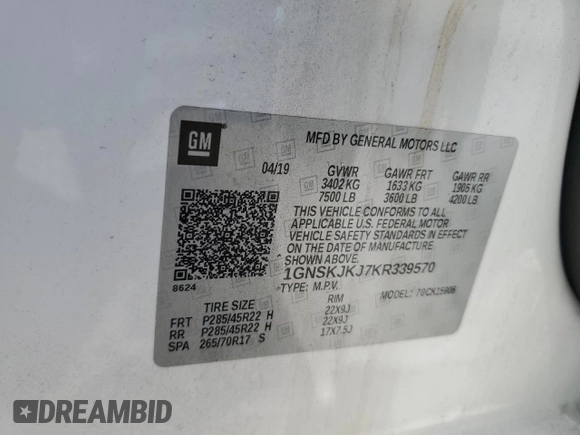 GM
MFD BY GENERAL MOTORS LLC
04/19 GVWR GAWR FRT GAWR RR
3402 KG 1633 KG 1905 KG
7500 LB 3600 LB 4200 LB
THIS VEHICLE CONFORMS TO ALL
APPLICABLE U.S. FEDERAL MOTOR
VEHICLE SAFETY STANDARDS IN EFFECT
ON THE DATE OF MANUFACTURE
SHOWN ABOVE.
1GNSKJKJ7KR339570
8624
TYPE: M.P.V. MODEL: 70CK15906
TIRE SIZE RIM
FRT P285/45R22 H 22X9J
RR P285/45R22 H 22X9J
SPA 265/70R17 S 17X7.5J
DREAMBID